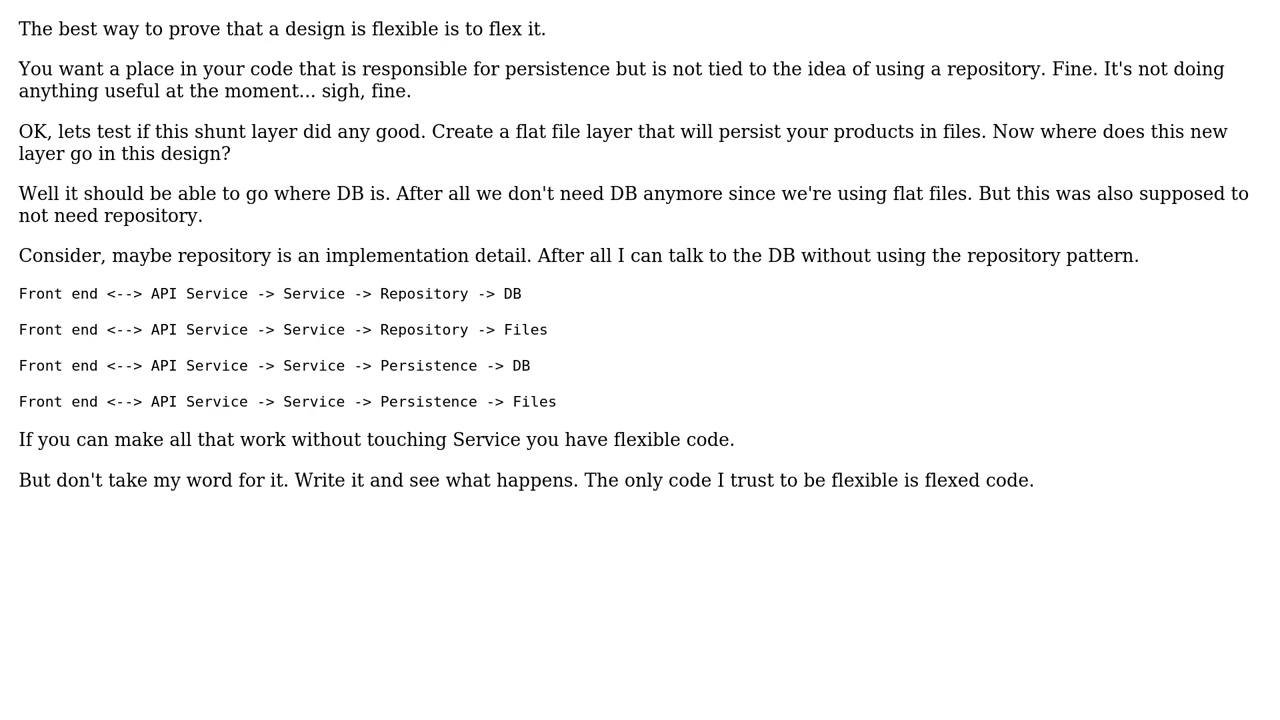 The best way to prove that a design is flexible is to flex it.
You want a place in your code that is responsible for persistence but is not tied to the idea of using a repository. Fine. It's not doing
anything useful at the moment... sigh, fine.
OK, lets test if this shunt layer did any good. Create a flat file layer that will persist your products in files. Now where does this new
layer go in this design?
Well it should be able to go where DB is. After all we don't need DB anymore since we're using flat files. But this was also supposed to
not need repository.
Consider, maybe repository is an implementation detail. After all I can talk to the DB without using the repository pattern.
Front end <--> API Service -> Service -> Repository -> DB
Front end <--> API Service -> Service -> Repository -> Files
Front end <--> API Service -> Service -> Persistence -> DB
Front end <--> API Service -> Service -> Persistence -> Files
If you can make all that work without touching Service you have flexible code.
But don't take my word for it. Write it and see what happens. The only code I trust to be flexible is flexed code.